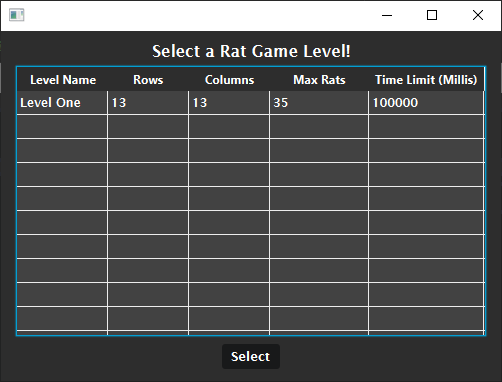 Select a Rat Game Level!
Level Name Rows Columns Max Rats Time Limit (Millis)
Level One 13 13 35 100000
Select